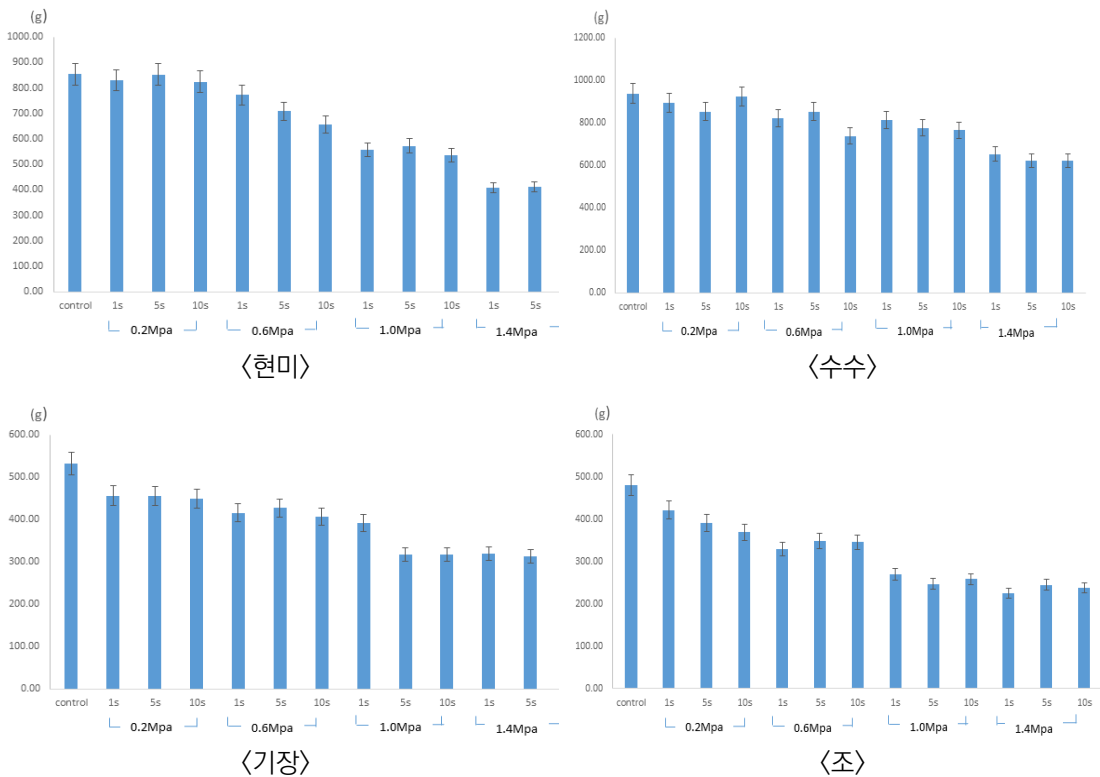 (g)
1000.00
900.00
800.00
700.00
600.00
500.00
400.00
300.00
200.00
100.00
0.00
control 1s 5s 10s 1s 5s 10s 1s 5s 10s 1s 5s
0.2Mpa 0.6Mpa 1.0Mpa 1.4Mpa
〈현미〉
(g)
1200.00
1000.00
800.00
600.00
400.00
200.00
0.00
control 1s 5s 10s 1s 5s 10s 1s 5s 10s 1s 5s 10s
0.2Mpa 0.6Mpa 1.0Mpa 1.4Mpa
〈수수〉
(g)
600.00
500.00
400.00
300.00
200.00
100.00
0.00
control 1s 5s 10s 1s 5s 10s 1s 5s 10s 1s 5s
0.2Mpa 0.6Mpa 1.0Mpa 1.4Mpa
〈기장〉
(g)
600.00
500.00
400.00
300.00
200.00
100.00
0.00
control 1s 5s 10s 1s 5s 10s 1s 5s 10s 1s 5s 10s
0.2Mpa 0.6Mpa 1.0Mpa 1.4Mpa
〈조〉